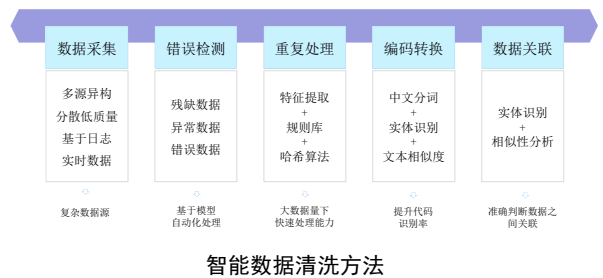 数据采集
错误检测
重复处理
编码转换
数据关联
多源异构
分散低质量
基于日志
实时数据
残缺数据
异常数据
错误数据
特征提取
+
规则库
+
哈希算法
中文分词
+
实体识别
+
文本相似度
实体识别
+
相似性分析
复杂数据源
基于模型
自动化处理
大数据量下
快速处理能力
提升代码
识别率
准确判断数据之
间关联
智能数据清洗方法